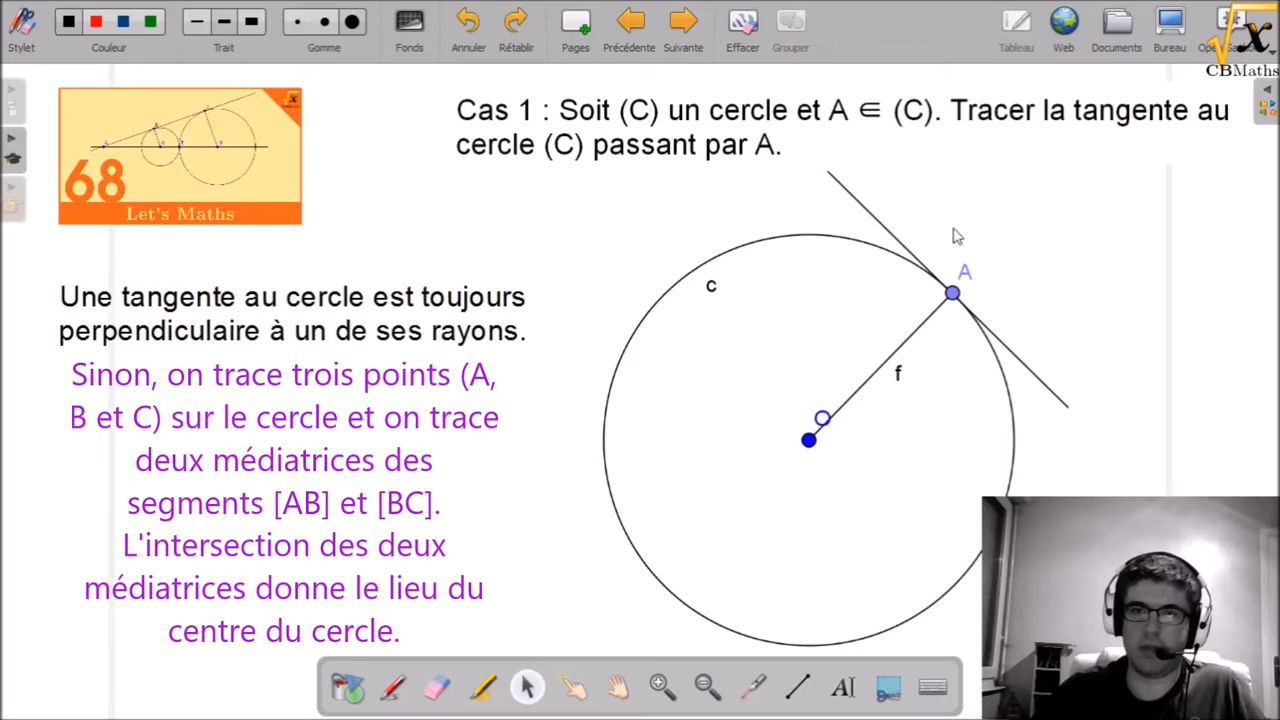 Stylet
Couleur
Trait
Gomme
Fonds
Annuler
Rétablir
Pages
Précédente
Suivante
Effacer
Grouper
Tableau
Web
Documents
Bureau
CBMaths
Cas 1 : Soit (C) un cercle et A ∈ (C). Tracer la tangente au
cercle (C) passant par A.
68
Let's Maths
Une tangente au cercle est toujours
perpendiculaire à un de ses rayons.
Sinon, on trace trois points (A,
B et C) sur le cercle et on trace
deux médiatrices des
segments [AB] et [BC].
L'intersection des deux
médiatrices donne le lieu du
centre du cercle.
c
A
f
O